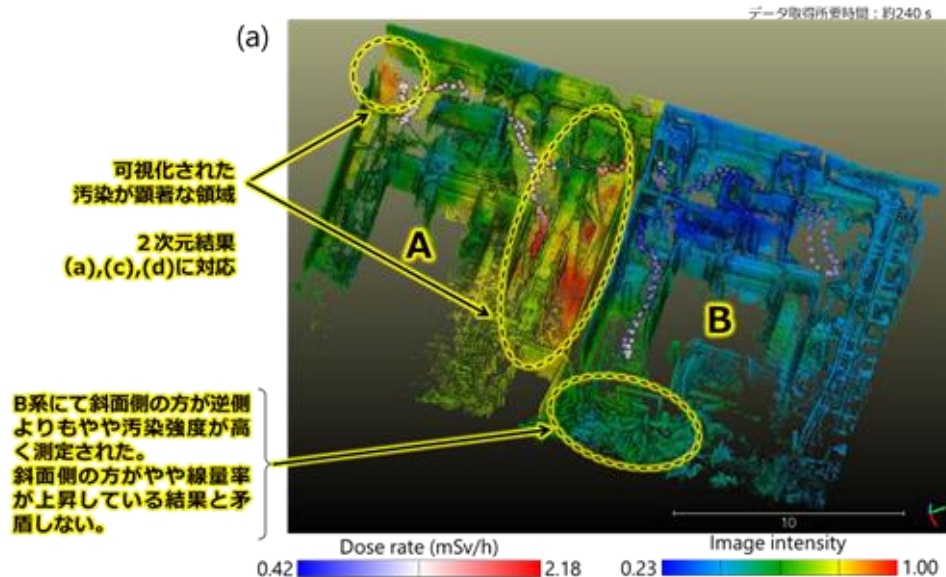 データ取得所要時間：約240 s
(a)
可視化された
汚染が顕著な領域
２次元結果
(a),(c),(d)に対応
A
B
B系にて斜面側の方が逆側
よりもやや汚染強度が高
く測定された。
斜面側の方がやや線量率
が上昇している結果と矛
盾しない。
10
Dose rate (mSv/h)
Image intensity
0.42
2.18
0.23
1.00